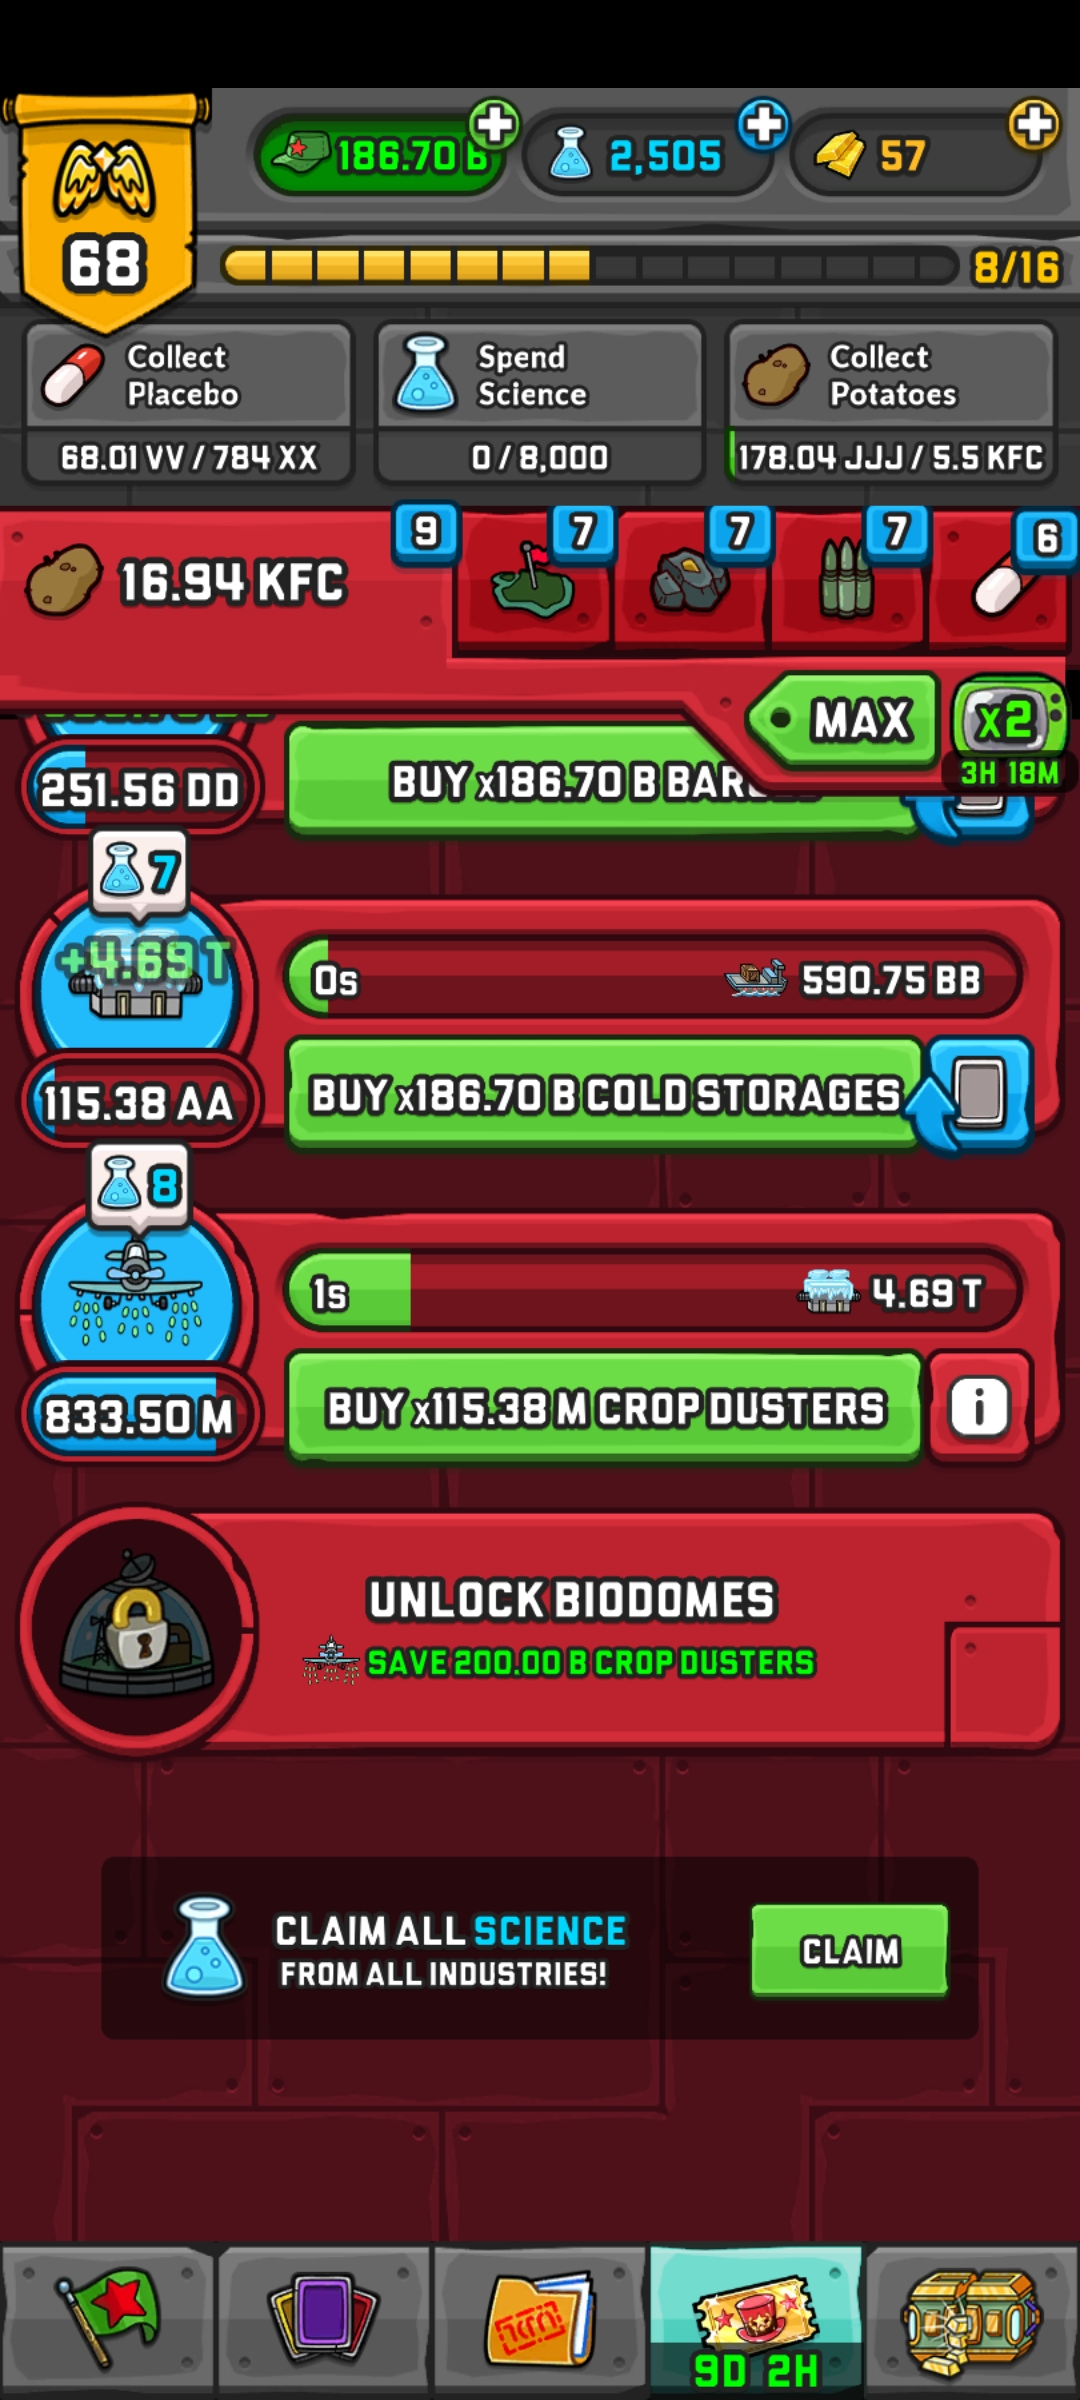 186.70 B
2,505
57
68
8/16
Collect
Placebo
68.01 VV / 784 XX
Spend
Science
0 / 8,000
Collect
Potatoes
178.04 JJJ / 5.5 KFC
16.94 KFC
9
7
7
7
6
MAX
x2
3H 18M
251.56 DD
BUY x186.70 B
7
+4.69 T
0s
590.75 BB
115.38 AA
BUY x186.70 B COLD STORAGES
8
1s
4.69 T
833.50 M
BUY x115.38 M CROP DUSTERS
i
UNLOCK BIODOMES
SAVE 200.00 B CROP DUSTERS
CLAIM ALL SCIENCE
FROM ALL INDUSTRIES!
CLAIM
9D 2H